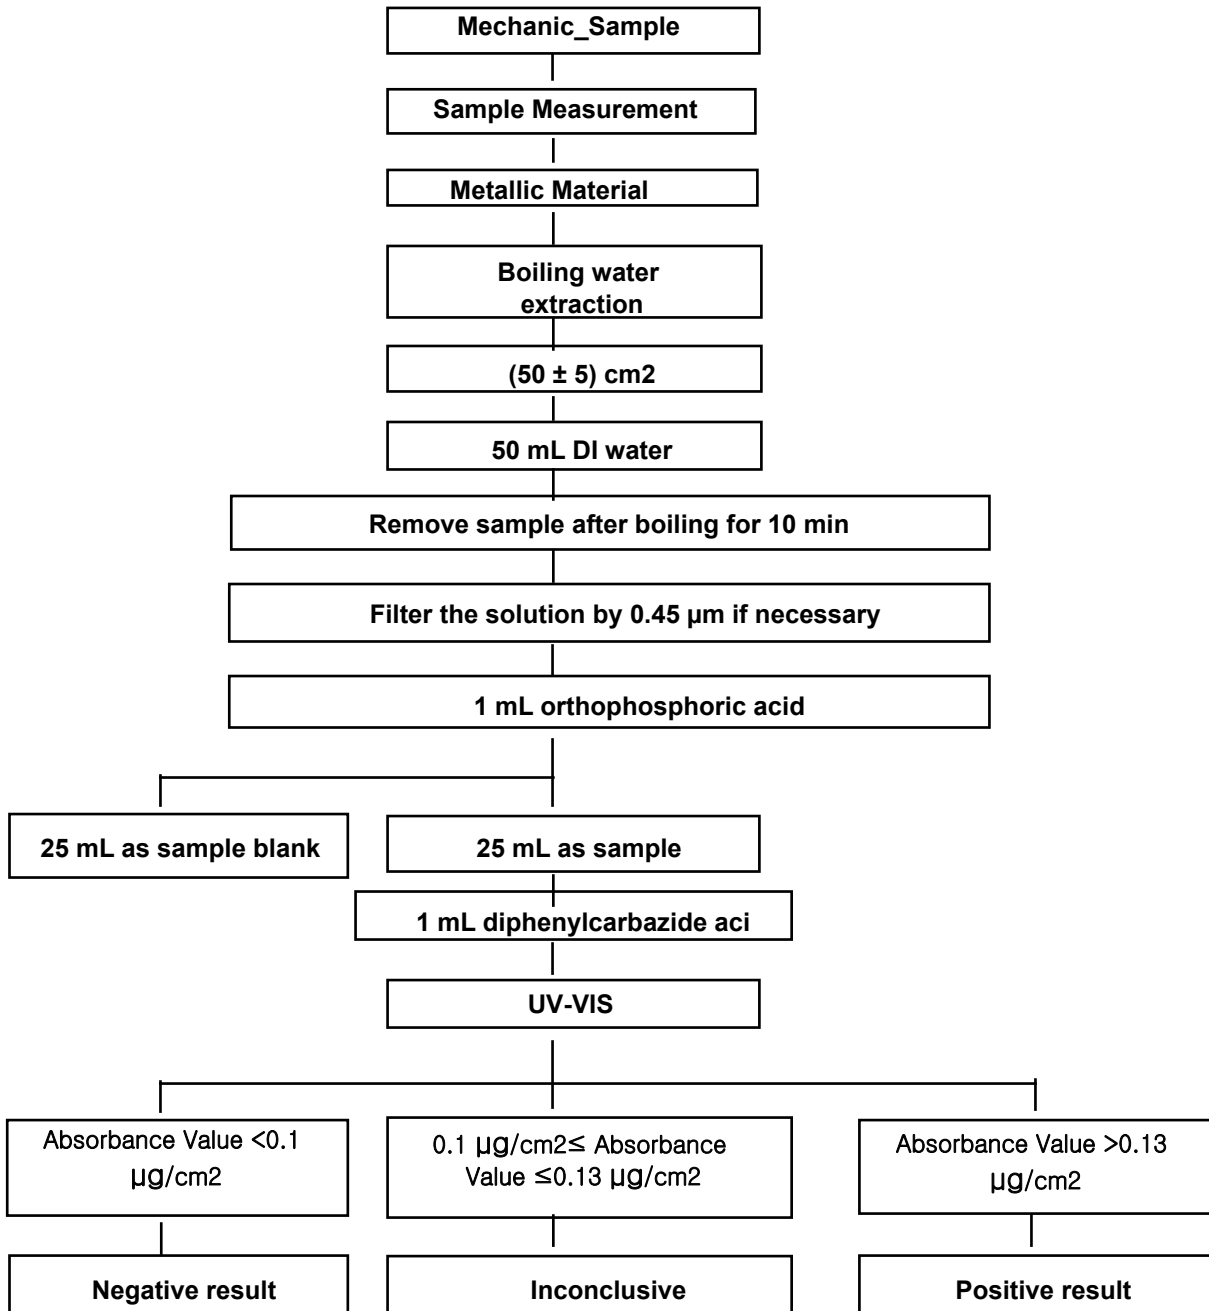 Mechanic_Sample
Sample Measurement
Metallic Material
Boiling water
extraction
(50 ± 5) cm2
50 mL DI water
Remove sample after boiling for 10 min
Filter the solution by 0.45 µm if necessary
1 mL orthophosphoric acid
25 mL as sample blank
25 mL as sample
1 mL diphenylcarbazide aci
UV-VIS
Absorbance Value <0.1
µg/cm2
0.1 µg/cm2≤ Absorbance
Value ≤0.13 µg/cm2
Absorbance Value >0.13
µg/cm2
Negative result
Inconclusive
Positive result